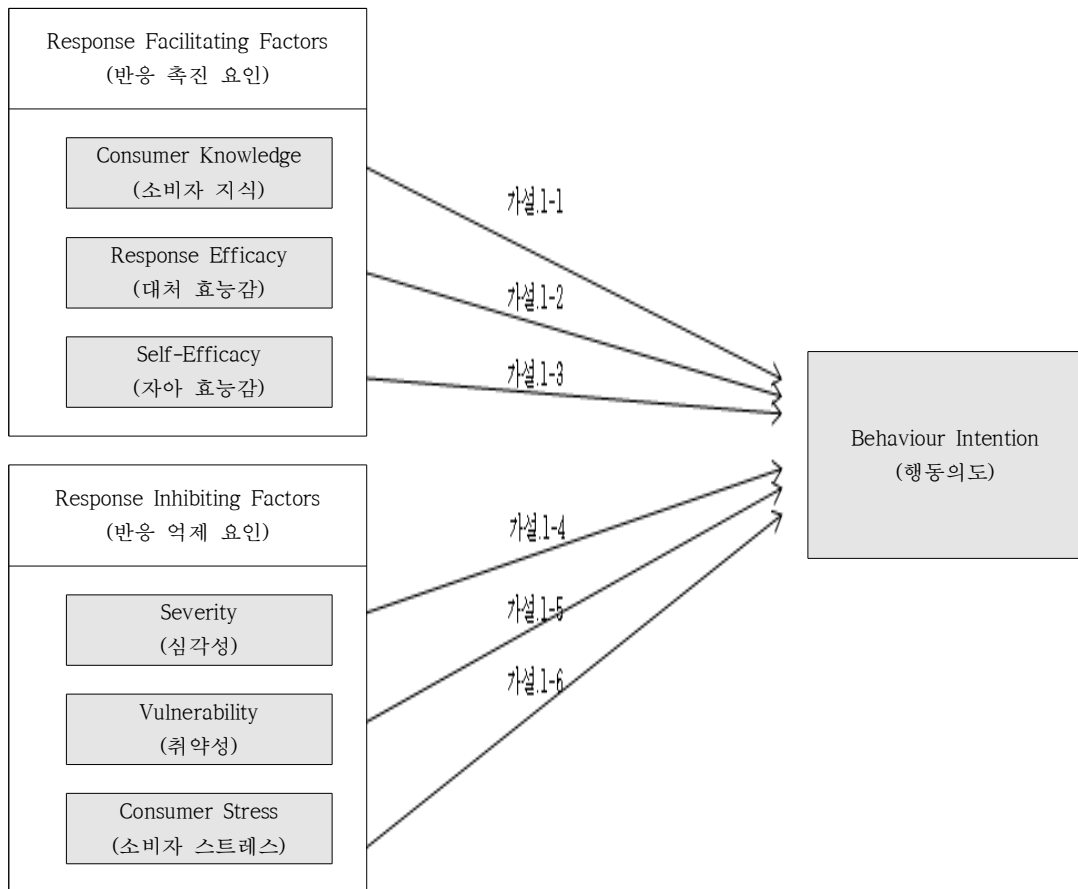 Response Facilitating Factors
(반응 촉진 요인)
Consumer Knowledge
(소비자 지식)
Response Efficacy
(대처 효능감)
Self-Efficacy
(자아 효능감)
가설.1-1
가설.1-2
가설.1-3
Behaviour Intention
(행동의도)
Response Inhibiting Factors
(반응 억제 요인)
Severity
(심각성)
Vulnerability
(취약성)
Consumer Stress
(소비자 스트레스)
가설.1-4
가설.1-5
가설.1-6